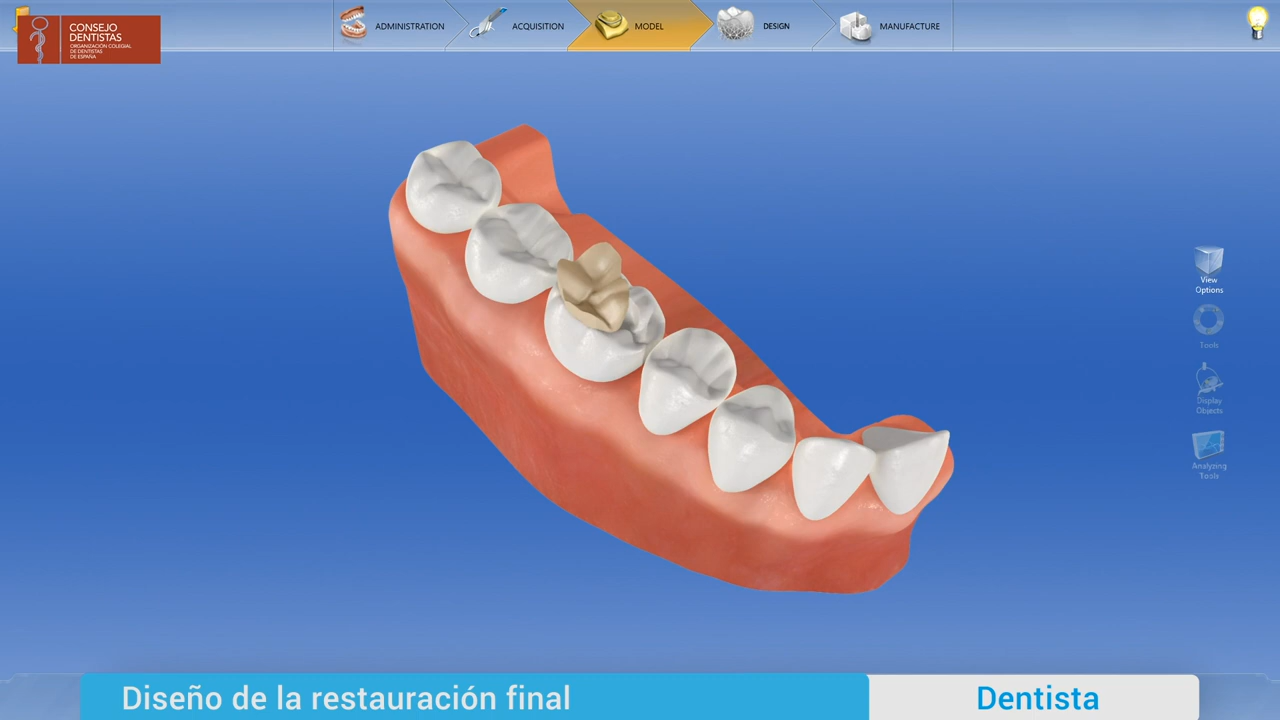 CONSEJO
DENTISTAS
ORGANIZACIÓN COLEGIAL
DE DENTISTAS
DE ESPAÑA
ADMINISTRATION
ACQUISITION
MODEL
DESIGN
MANUFACTURE
View
Options
Tools
Display
Objects
Analyzing
Tools
Diseño de la restauración final
Dentista